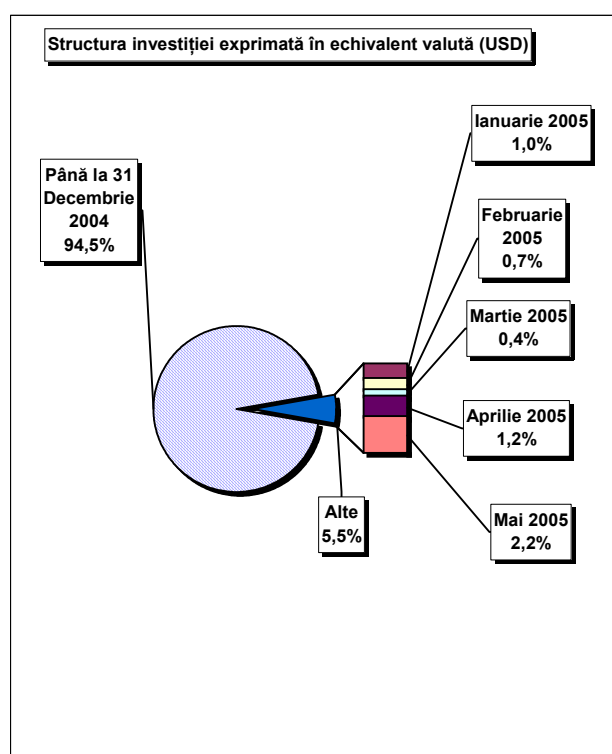 Structura investiției exprimată în echivalent valută (USD)
Până la 31
Decembrie
2004
94,5%
Ianuarie 2005
1,0%
Februarie
2005
0,7%
Martie 2005
0,4%
Aprilie 2005
1,2%
Mai 2005
2,2%
Alte
5,5%